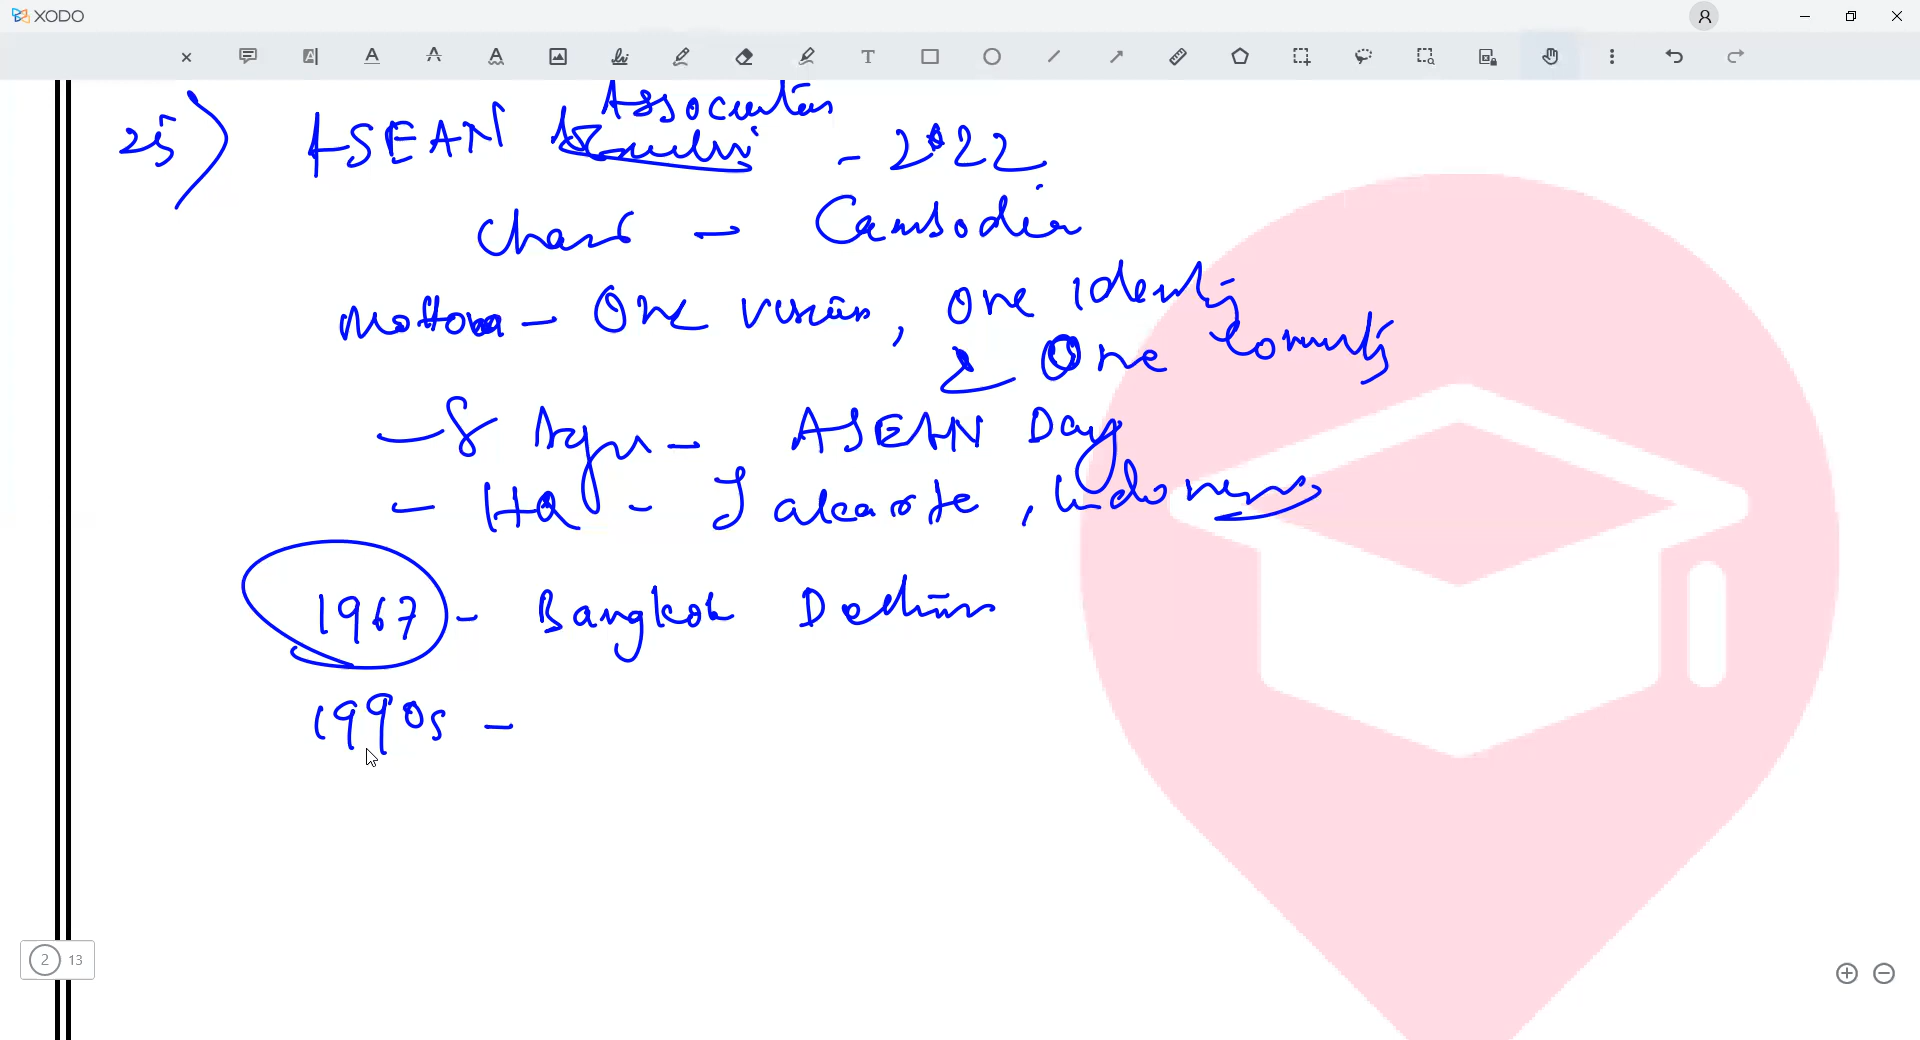 XODO
25) ASEAN Association - 2022
Chair - Cambodia
Motto - One vision, One Identity
& One Community
- 8 August - ASEAN Day
- HQ - Jakarta, Indonesia
1967 - Bangkok Declaration
1990s -
2 13